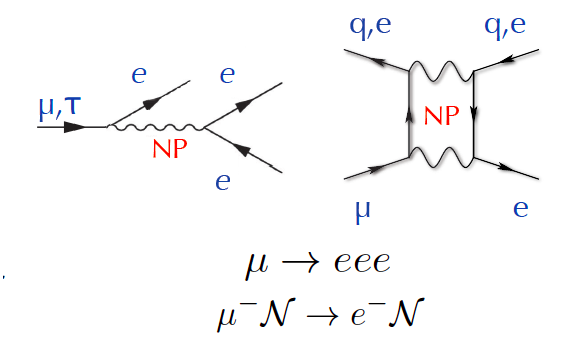 q,e q,e
e e
μ,τ
NP NP
e
μ e
μ → eee
μ⁻𝒩 → e⁻𝒩